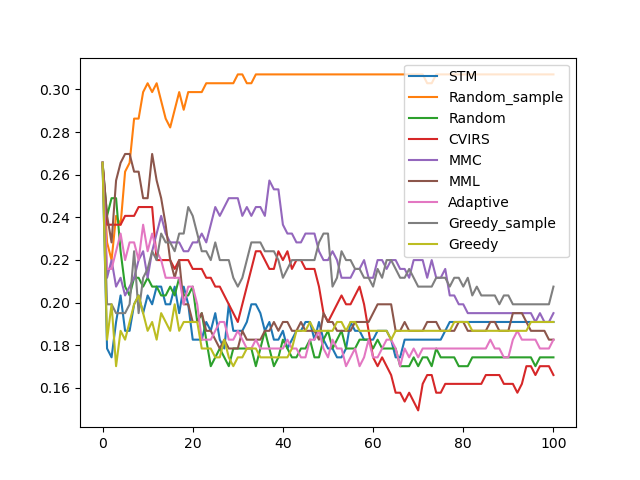 0.30
0.28
0.26
0.24
0.22
0.20
0.18
0.16
0 20 40 60 80 100
STM
Random_sample
Random
CVIRS
MMC
MML
Adaptive
Greedy_sample
Greedy